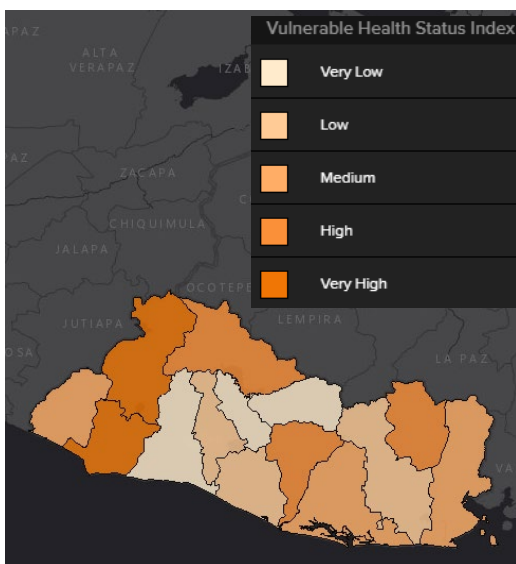 Vulnerable Health Status Index
Very Low
Low
Medium
High
Very High
APAZ
ALTA
VERAPAZ
IZAB
AZ
ZACAPA
CHIQUIMULA
JALAPA
OCOTEPE
JUTIAPA
LEMPIRA
OSA
LA PAZ
VA